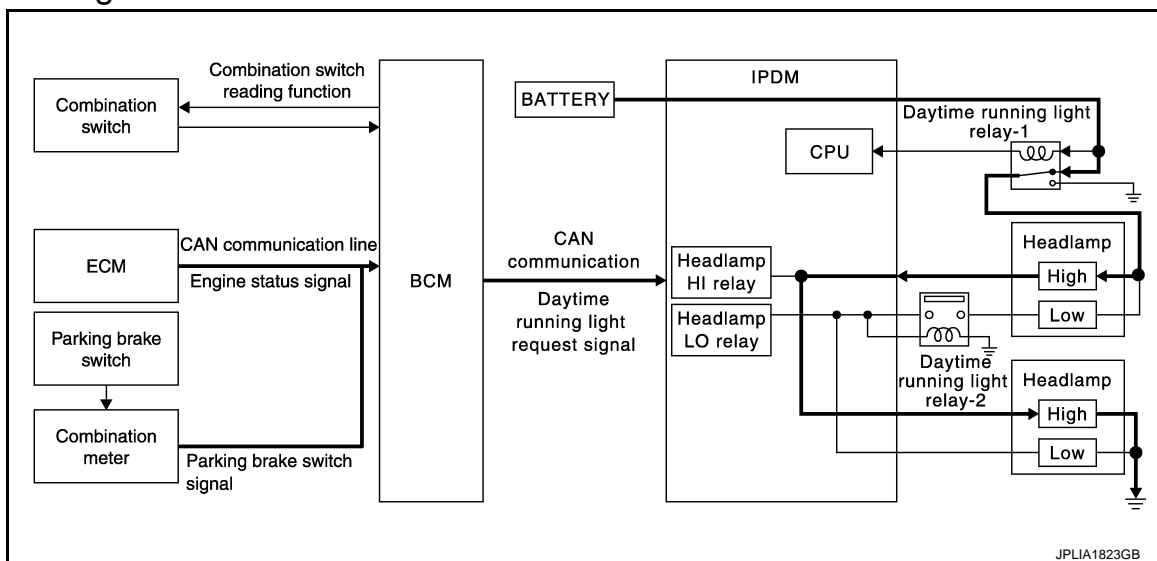 Combination
switch
Combination switch
reading function
ECM
CAN communication line
Engine status signal
Parking brake
switch
Combination
meter
Parking brake switch
signal
BCM
CAN
communication
Daytime
running light
request signal
BATTERY
IPDM
Daytime running light
relay-1
CPU
Headlamp
HI relay
Headlamp
LO relay
Daytime
running light
relay-2
Headlamp
High
Low
Headlamp
High
Low
JPLIA1823GB